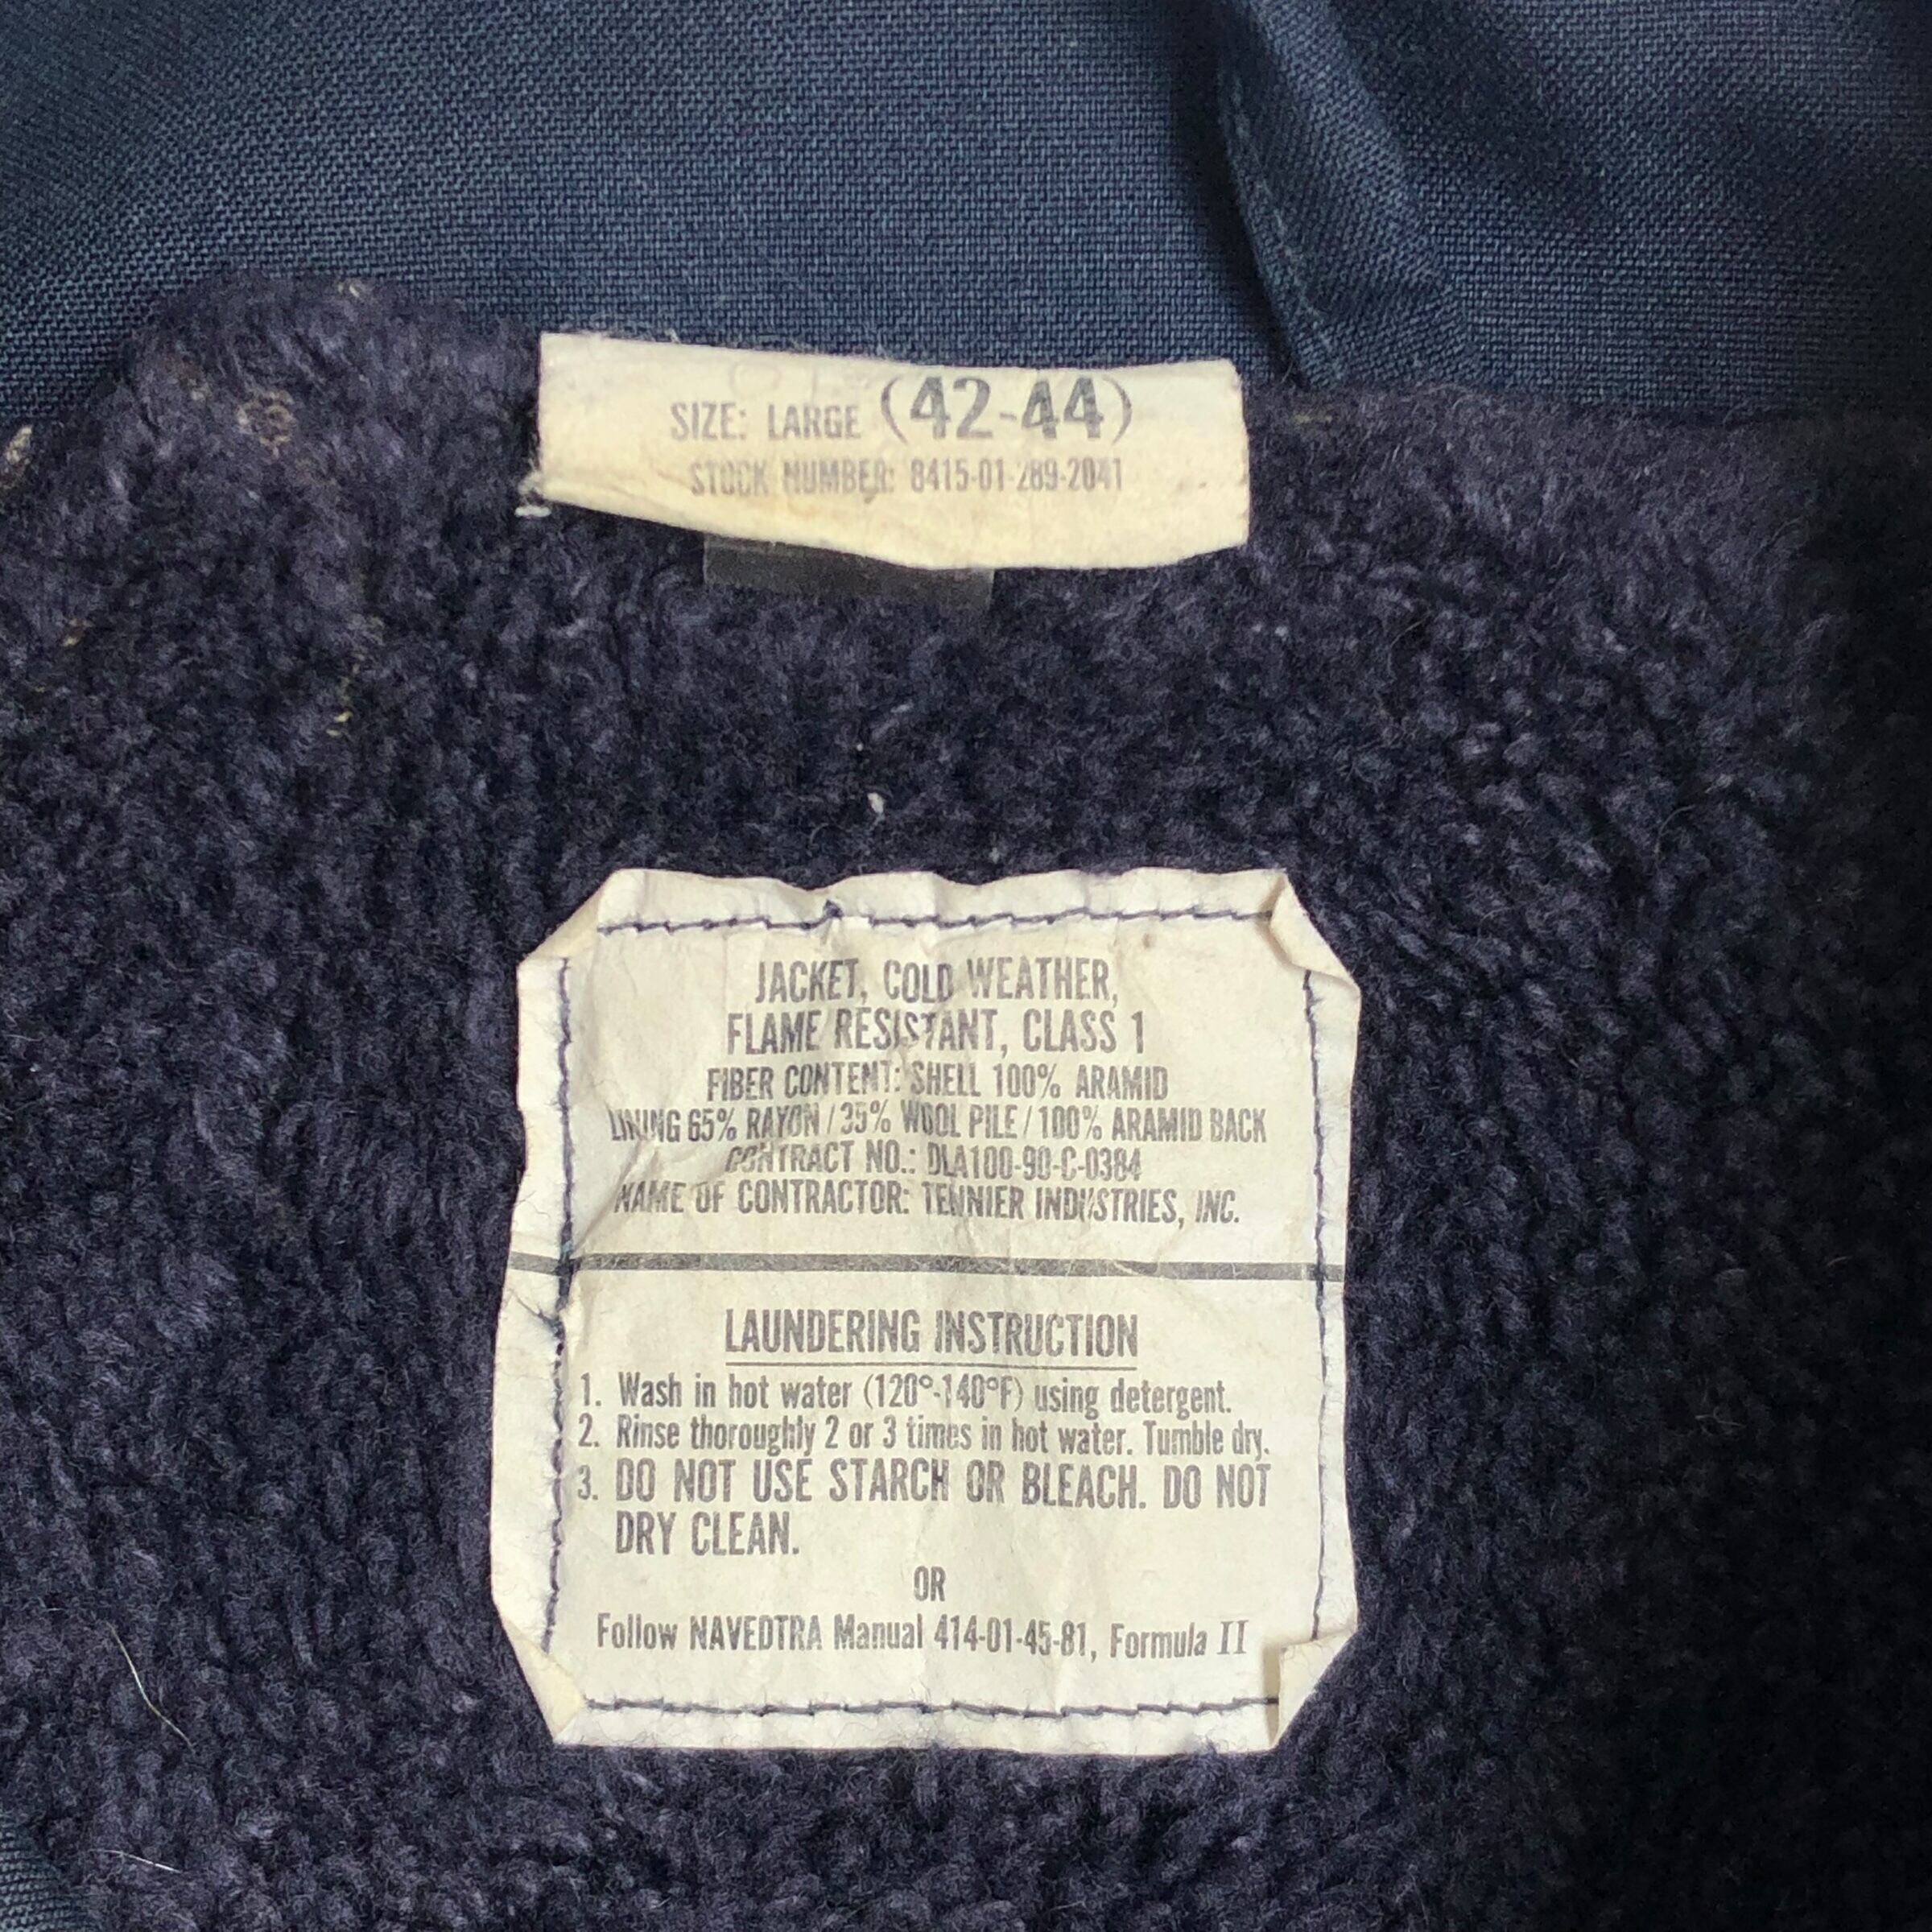 SIZE: LARGE (42-44)
STOCK NUMBER: 8415-01-289-2041
JACKET, COLD WEATHER,
FLAME RESISTANT, CLASS 1
FIBER CONTENT: SHELL 100% ARAMID
LINING 65% RAYON / 35% WOOL PILE / 100% ARAMID BACK
CONTRACT NO.: DLA100-90-C-0384
NAME OF CONTRACTOR: TENNIER INDUSTRIES, INC.
LAUNDERING INSTRUCTION
1. Wash in hot water (120°-140°F) using detergent.
2. Rinse thoroughly 2 or 3 times in hot water. Tumble dry.
3. DO NOT USE STARCH OR BLEACH. DO NOT
DRY CLEAN.
OR
Follow NAVEDTRA Manual 414-01-45-81, Formula II